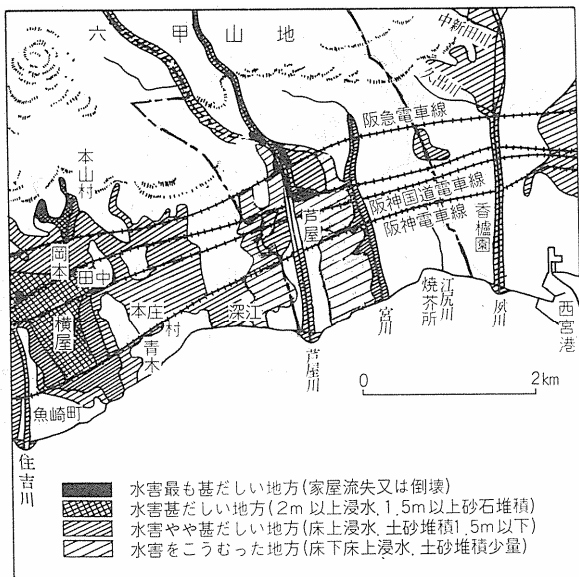 六甲山地
中新田川
久出川
阪急電車線
本山村
阪神国道電車線
阪神電車線
芦屋
香櫨園
岡本
田中
横屋
本庄村
深江
青木
焼芥所
江尻川
夙川
西宮港
宮川
芦屋川
魚崎町
住吉川
0 2km
水害最も甚だしい地方(家屋流失又は倒壊)
水害甚だしい地方(2m以上浸水,1,5m以上砂石堆積)
水害やや甚だしい地方(床上浸水,土砂堆積1,5m以下)
水害をこうむった地方(床下床上浸水,土砂堆積少量)